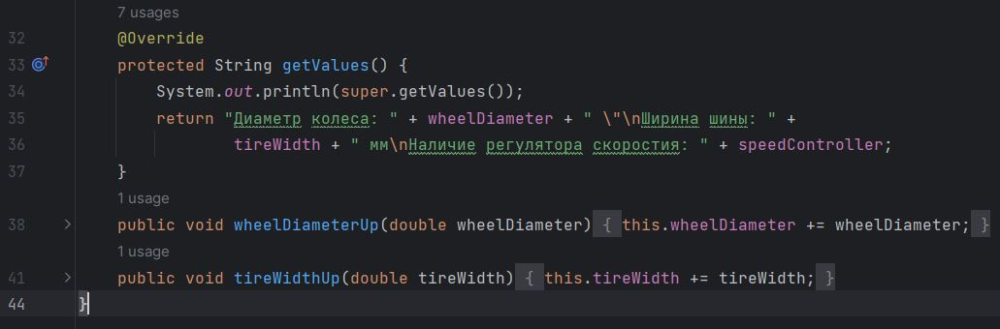 7 usages
32 @Override
33 protected String getValues() {
34 System.out.println(super.getValues());
35 return "Диаметр колеса: " + wheelDiameter + " \"\nШирина шины: " +
36 tireWidth + " мм\nНаличие регулятора скоростия: " + speedController;
37 }
1 usage
38 public void wheelDiameterUp(double wheelDiameter) { this.wheelDiameter += wheelDiameter; }
1 usage
41 public void tireWidthUp(double tireWidth) { this.tireWidth += tireWidth; }
44 }